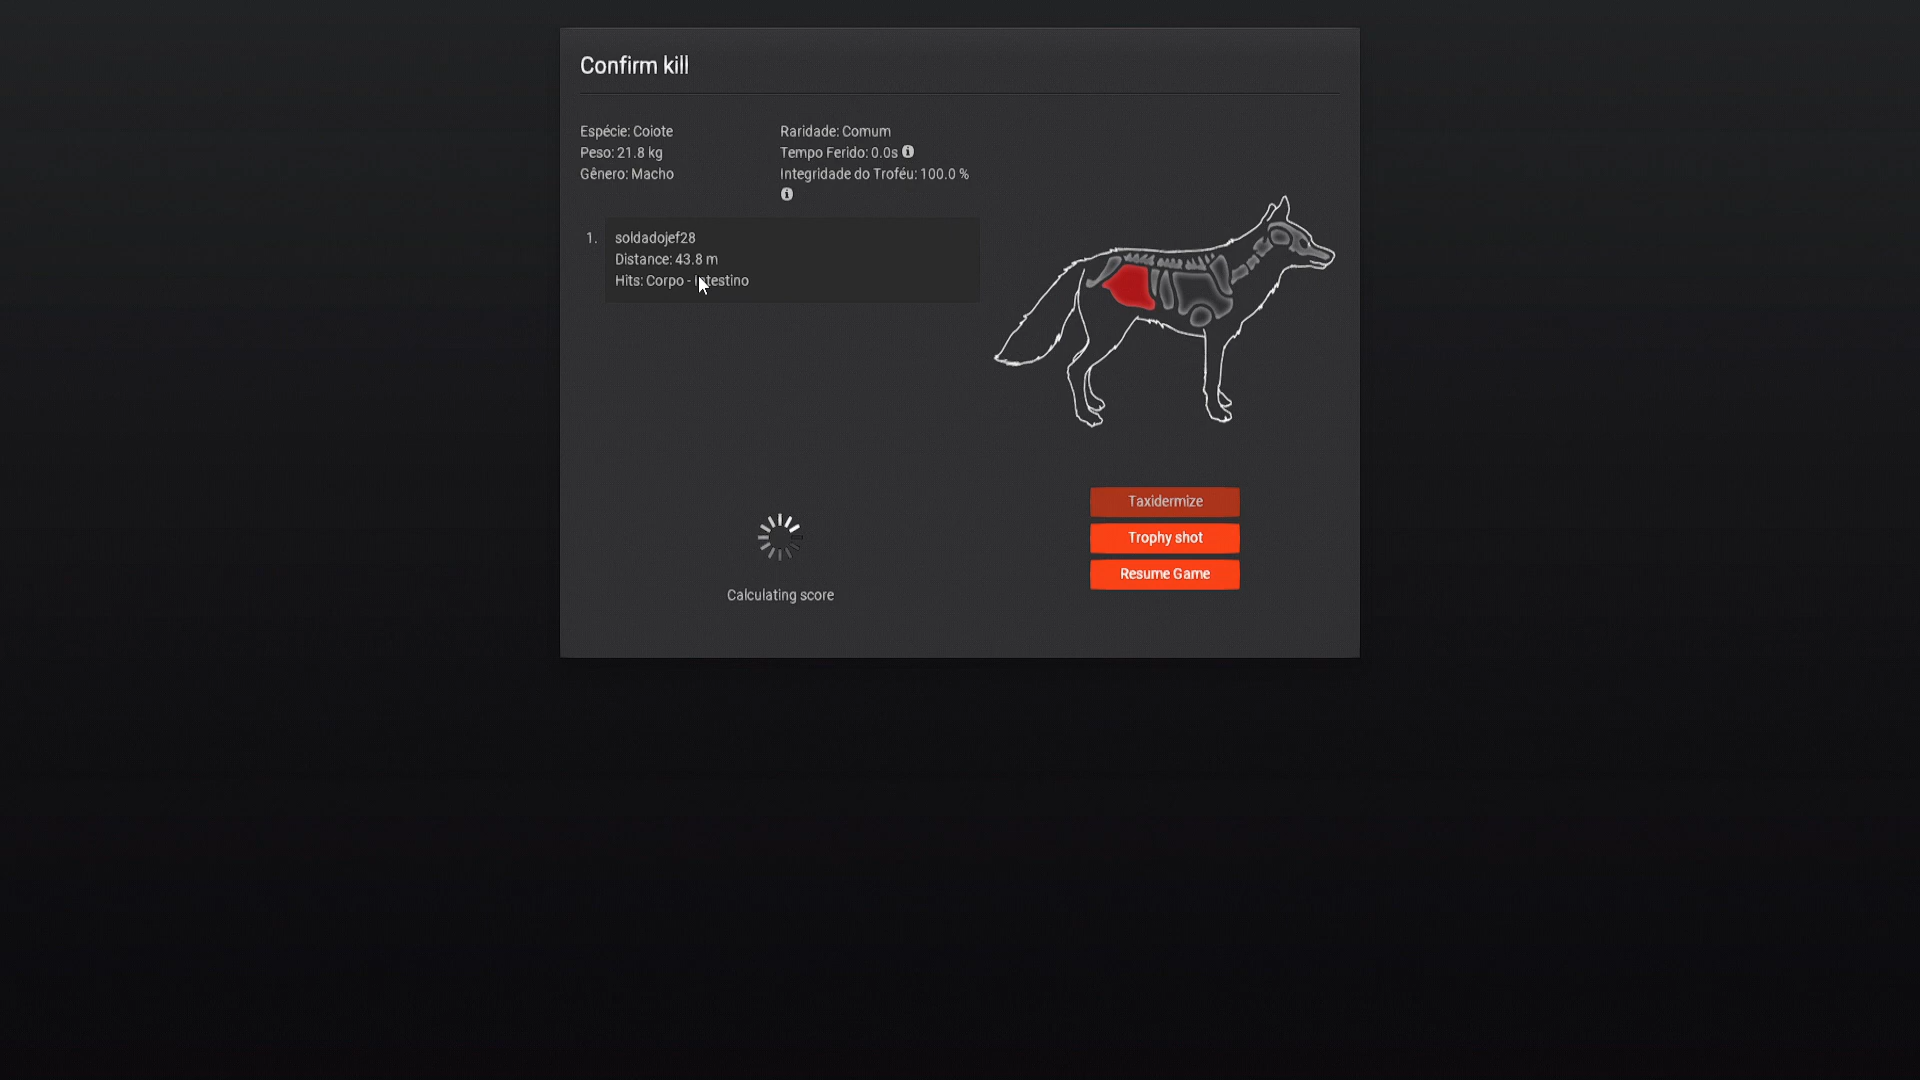 Confirm kill
Espécie: Coiote
Peso: 21.8 kg
Gênero: Macho
Raridade: Comum
Tempo Ferido: 0.0s
Integridade do Troféu: 100.0 %
1.
soldadojef28
Distance: 43.8 m
Hits: Corpo - Intestino
Taxidermize
Trophy shot
Resume Game
Calculating score